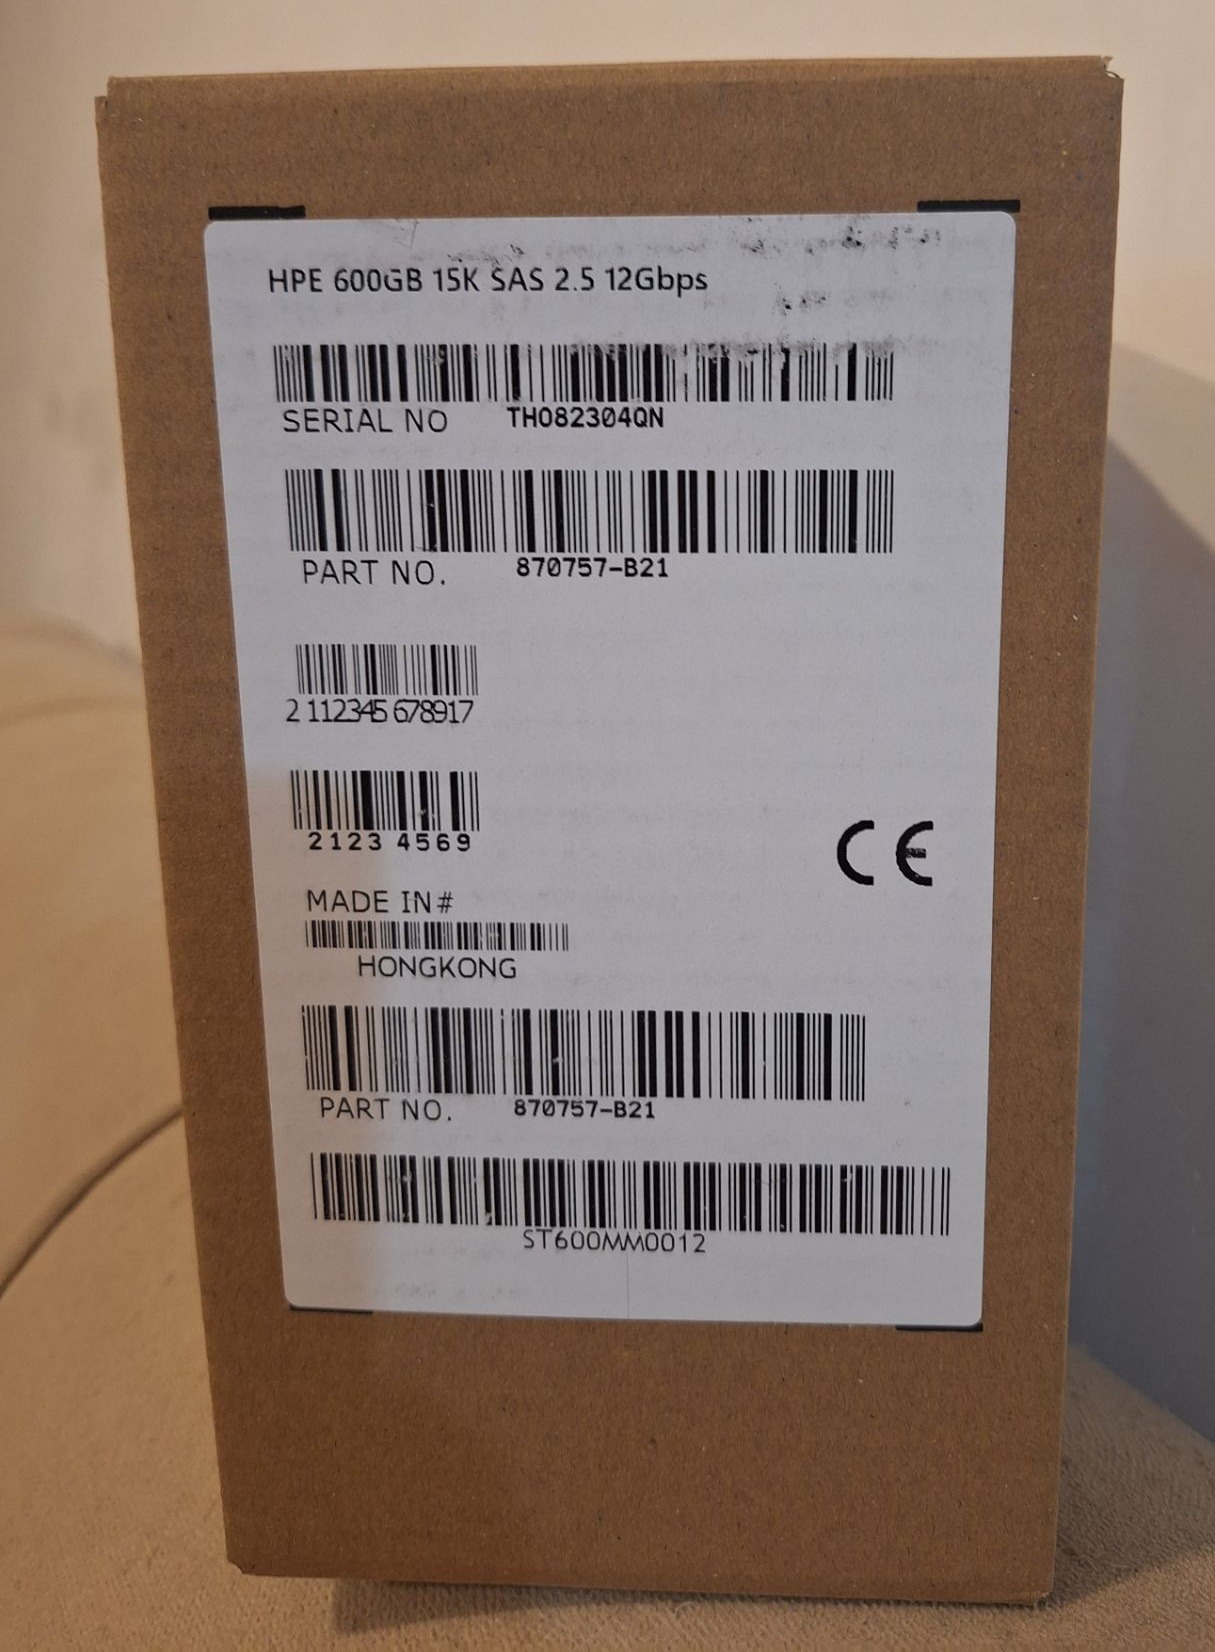 HPE 600GB 15K SAS 2.5 12Gbps
SERIAL NO TH082304QN
PART NO. 870757-B21
2 112345 678917
2123 4569
CE
MADE IN#
HONGKONG
PART NO. 870757-B21
ST600MM0012